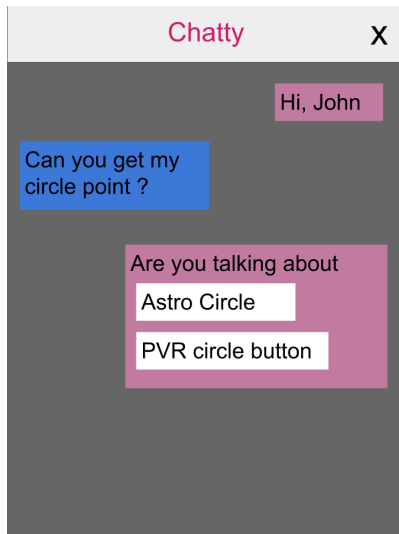 Chatty
x
Hi, John
Can you get my
circle point ?
Are you talking about
Astro Circle
PVR circle button